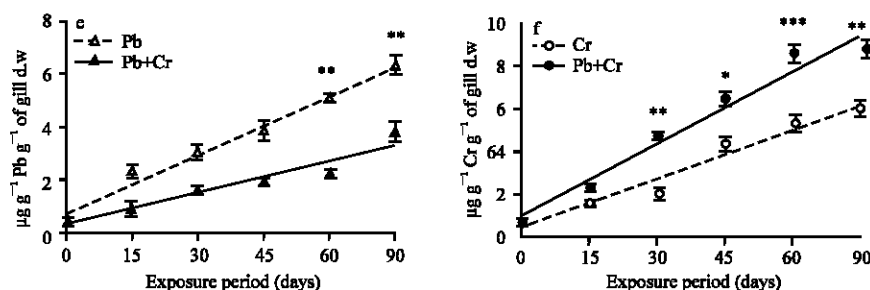 e
Pb
Pb+Cr
**
**
8
6
4
2
0
0 15 30 45 60 90
Exposure period (days)
µg g⁻¹ Pb g⁻¹ of gill d.w
f
Cr
Pb+Cr
**
*
***
**
10
8
6
64
2
0
0 15 30 45 60 90
Exposure period (days)
µg g⁻¹ Cr g⁻¹ of gill d.w